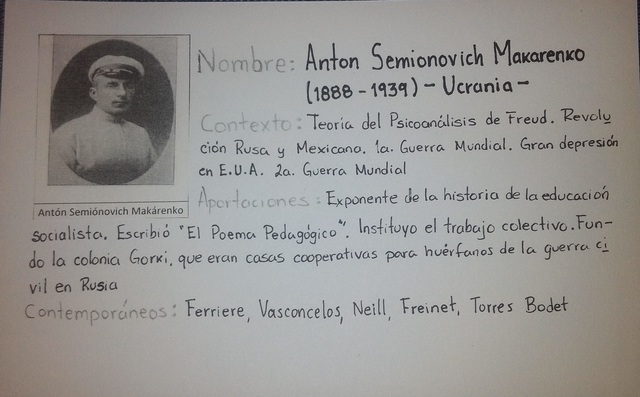 Nombre: Anton Semionovich Makarenko
(1888 - 1939) - Ucrania -
Contexto: Teoria del Psicoanálisis de Freud. Revolu
ción Rusa y Mexicano. 1a. Guerra Mundial. Gran depresión
en E.U.A. 2a. Guerra Mundial
Antón Semiónovich Makárenko
Aportaciones: Exponente de la historia de la educación
socialista. Escribió "El Poema Pedagógico". Instituyo el trabajo colectivo. Fun-
do la colonia Gorki, que eran casas cooperativas para huérfanos de la guerra ci
vil en Rusia
Contemporáneos: Ferriere, Vasconcelos, Neill, Freinet, Torres Bodet